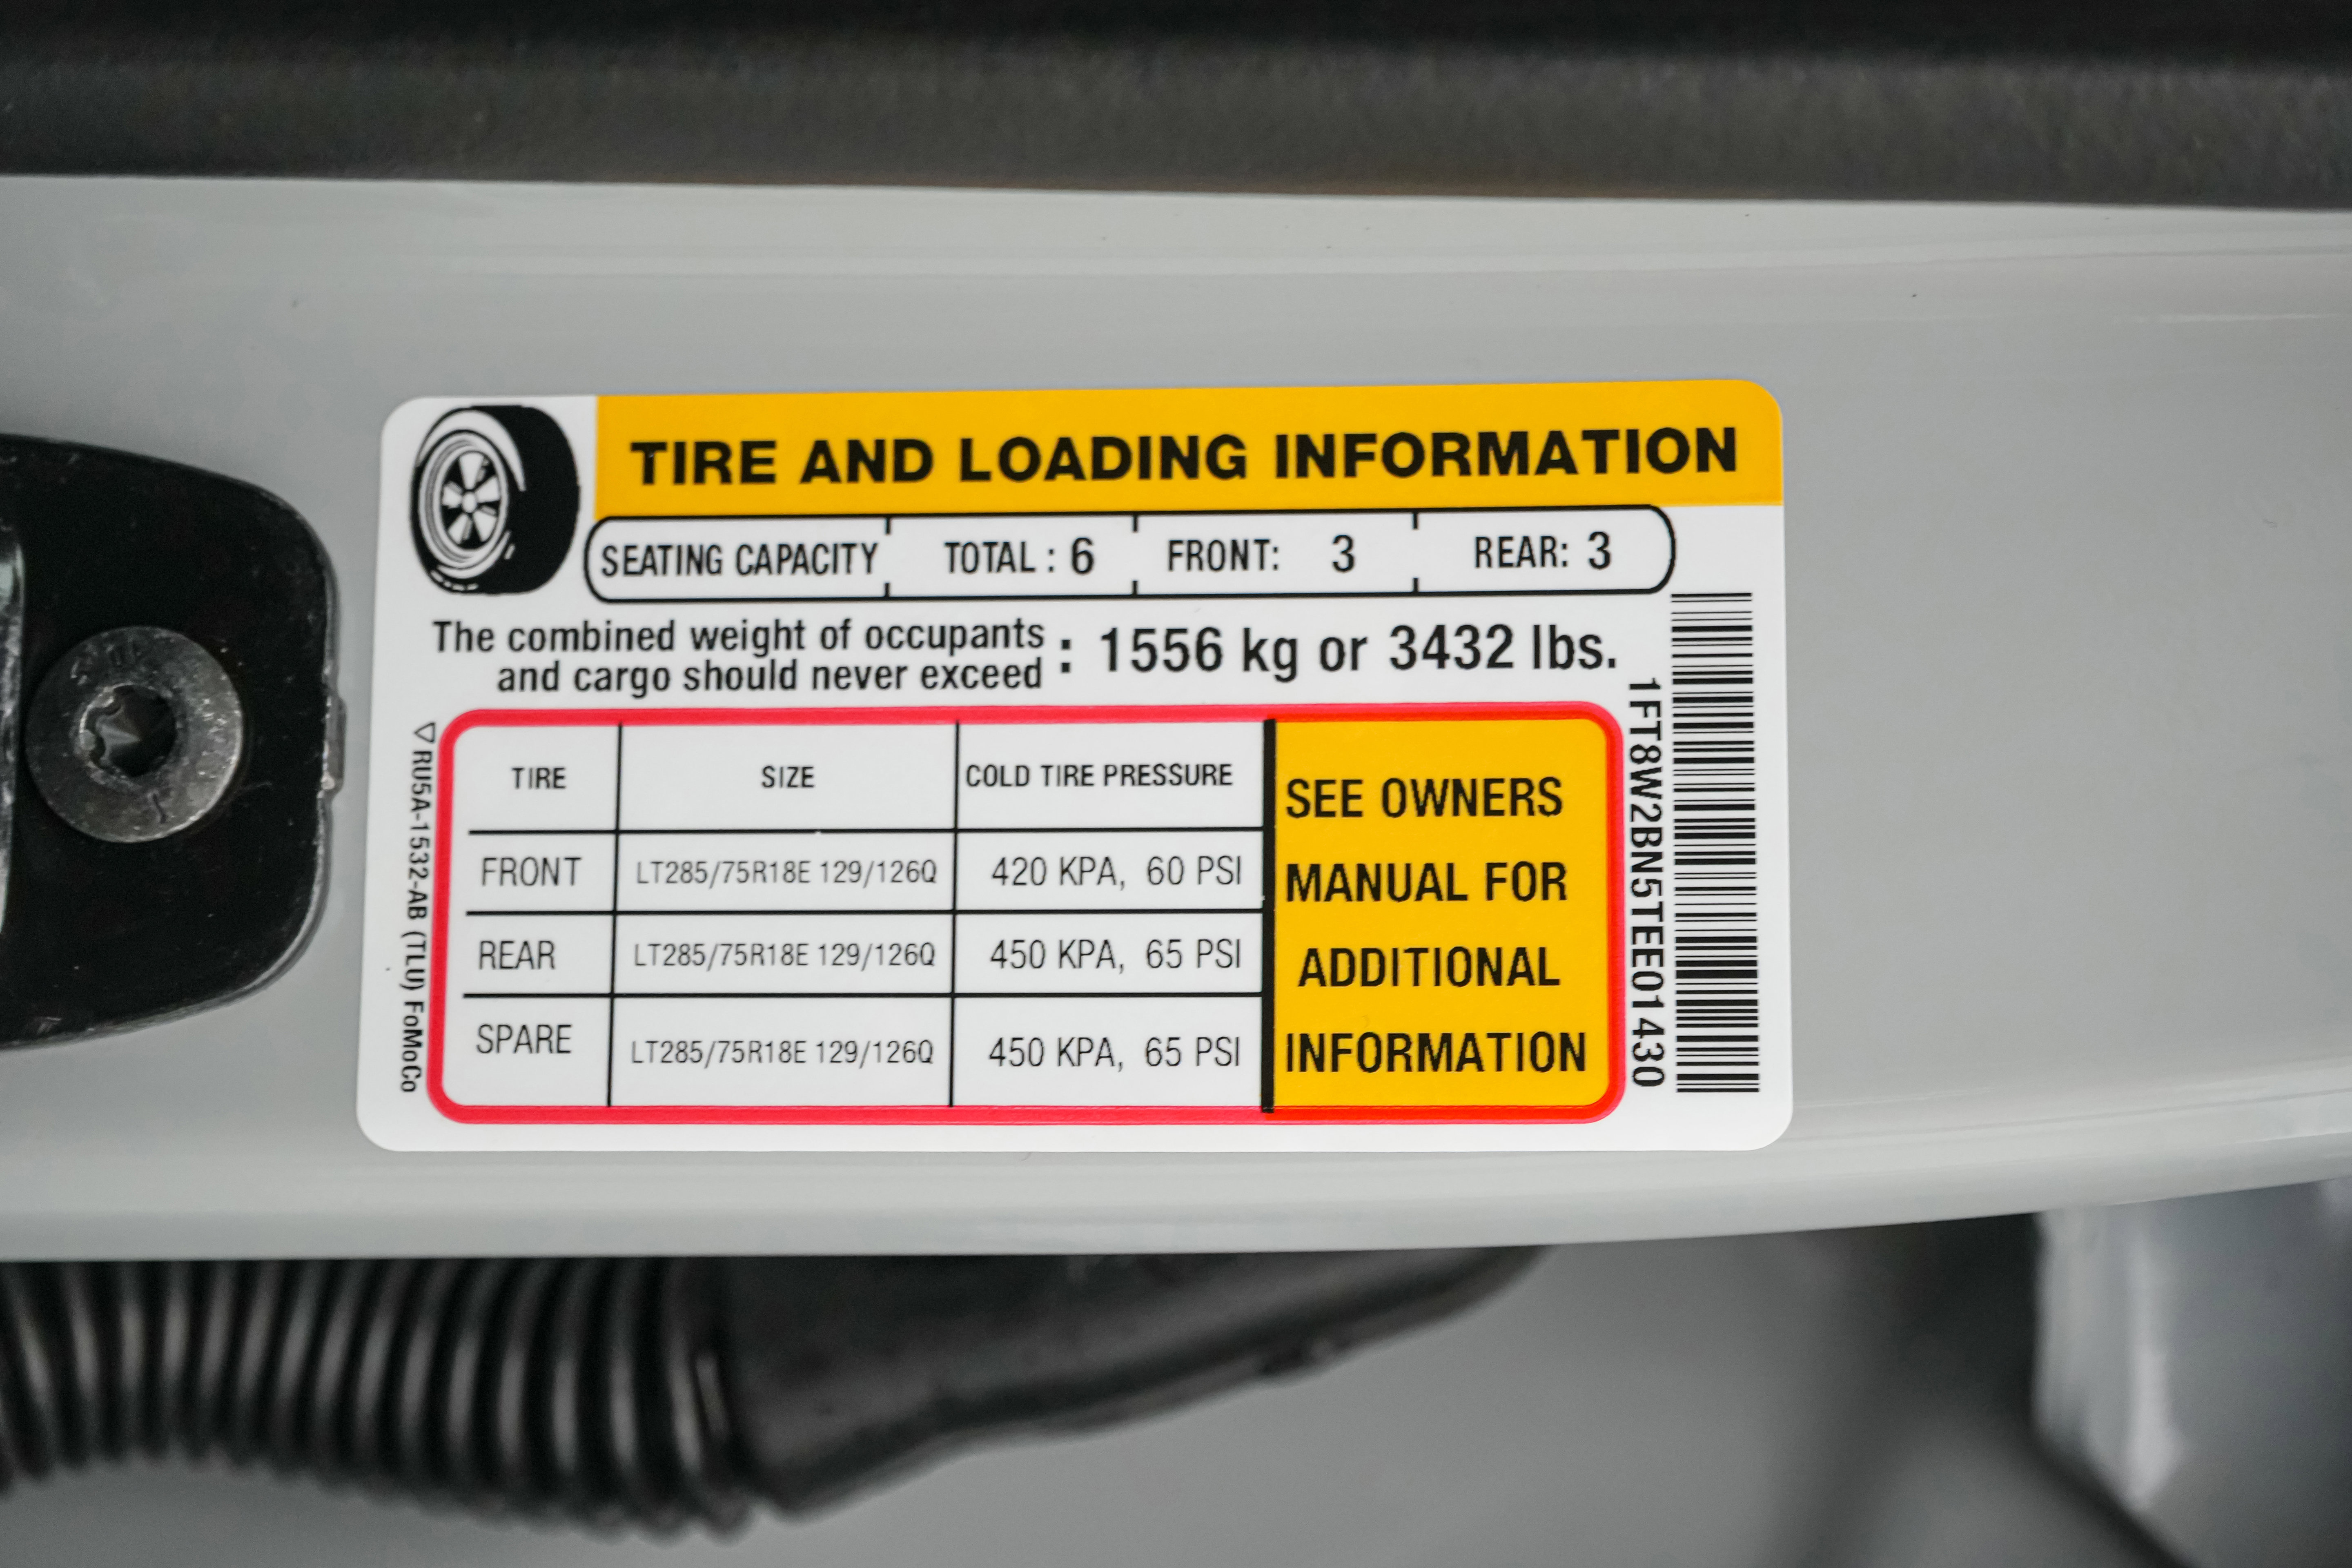 TIRE AND LOADING INFORMATION
SEATING CAPACITY TOTAL : 6 FRONT: 3 REAR: 3
The combined weight of occupants
and cargo should never exceed : 1556 kg or 3432 lbs.
TIRE SIZE COLD TIRE PRESSURE
FRONT LT285/75R18E 129/126Q 420 KPA, 60 PSI
REAR LT285/75R18E 129/126Q 450 KPA, 65 PSI
SPARE LT285/75R18E 129/126Q 450 KPA, 65 PSI
SEE OWNERS
MANUAL FOR
ADDITIONAL
INFORMATION
1FT8W2BN5TEE01430
RU5A-1532-AB (TLU) FoMoCo